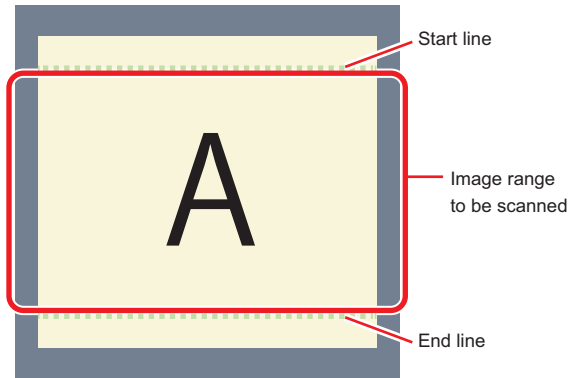 Start line
A
Image range
to be scanned
End line